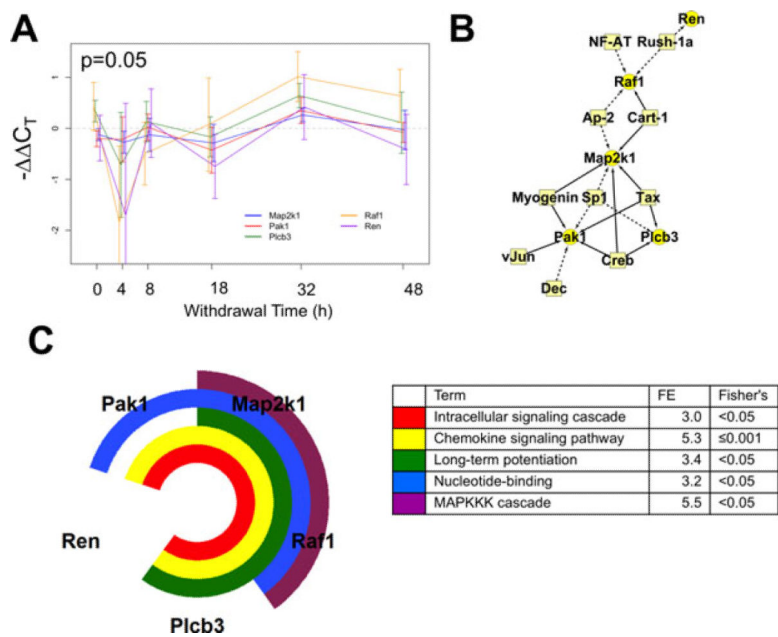 A
p=0.05
-ΔΔCT
1
0
-1
-2
Map2k1
Pak1
Plcb3
Raf1
Ren
0 4 8 18 32 48
Withdrawal Time (h)
B
Ren
NF-AT Rush-1a
Raf1
Ap-2 Cart-1
Map2k1
Myogenin Sp1 Tax
Pak1 Plcb3
vJun Creb
Dec
C
Pak1 Map2k1
Ren Raf1
Plcb3
Term FE Fisher's
Intracellular signaling cascade 3.0 <0.05
Chemokine signaling pathway 5.3 ≤0.001
Long-term potentiation 3.4 <0.05
Nucleotide-binding 3.2 <0.05
MAPKKK cascade 5.5 <0.05